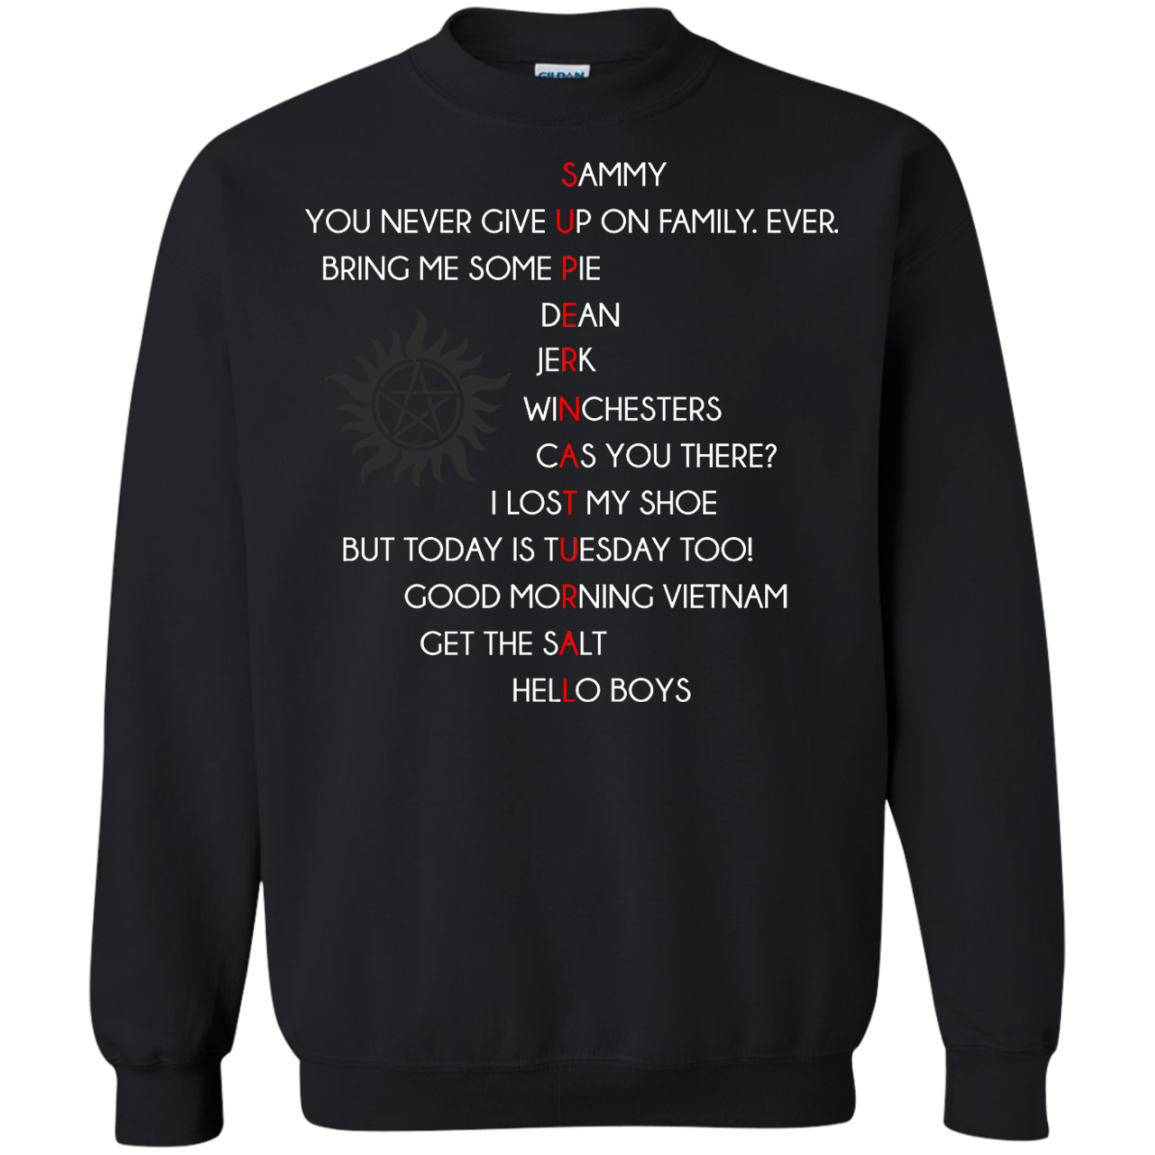 GILDAN
SAMMY
YOU NEVER GIVE UP ON FAMILY. EVER.
BRING ME SOME PIE
DEAN
JERK
WINCHESTERS
CAS YOU THERE?
I LOST MY SHOE
BUT TODAY IS TUESDAY TOO!
GOOD MORNING VIETNAM
GET THE SALT
HELLO BOYS